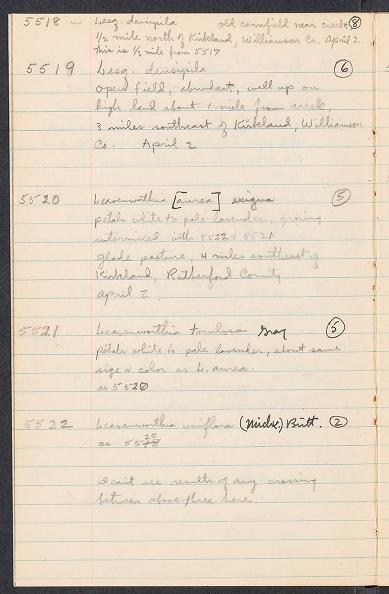 5518 - Lesq. densipila old cornfield near creek (8)
1/2 mile north of Kirkland, Williamson Co. April 2.
This is 1/2 mile from 5517
5519 Lesq. densipila (6)
open field, abundant, well up on
high land about 1 mile from creek,
3 miles southeast of Kirkland, Williamson
Co. April 2
5520 Leavenworthia [aurea] exigua (5)
petals white to pale lavender, growing
intermixed with 5522 & 5521
glade pasture, 4 miles southeast of
Kirkland, Rutherford County
April 2
5521 Leavenworthia torulosa Gray (5)
petals white to pale lavender, about same
size & color as L. aurea.
as 5520
5522 Leavenworthia uniflora (Michx.) Britt. (2)
as 5520
I can't see results of any crossing
between above three here